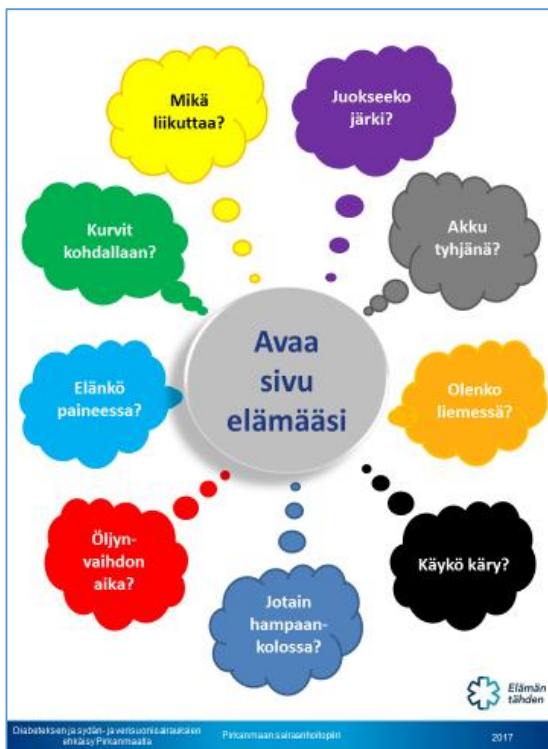 Mikä
liikuttaa?
Juokseeko
järki?
Kurvit
kohdallaan?
Akku
tyhjänä?
Avaa
sivu
elämääsi
Elänkö
paineessa?
Olenko
liemessä?
Öljyn-
vaihdon
aika?
Käykö käry?
Jotain
hampaan-
kolossa?
Elämän
tähden
Diabeteksen ja sydän- ja verisuonisairauksien
ehkäisy Pirkanmaalla
Pirkanmaan sairaanhoitopiiri
2017